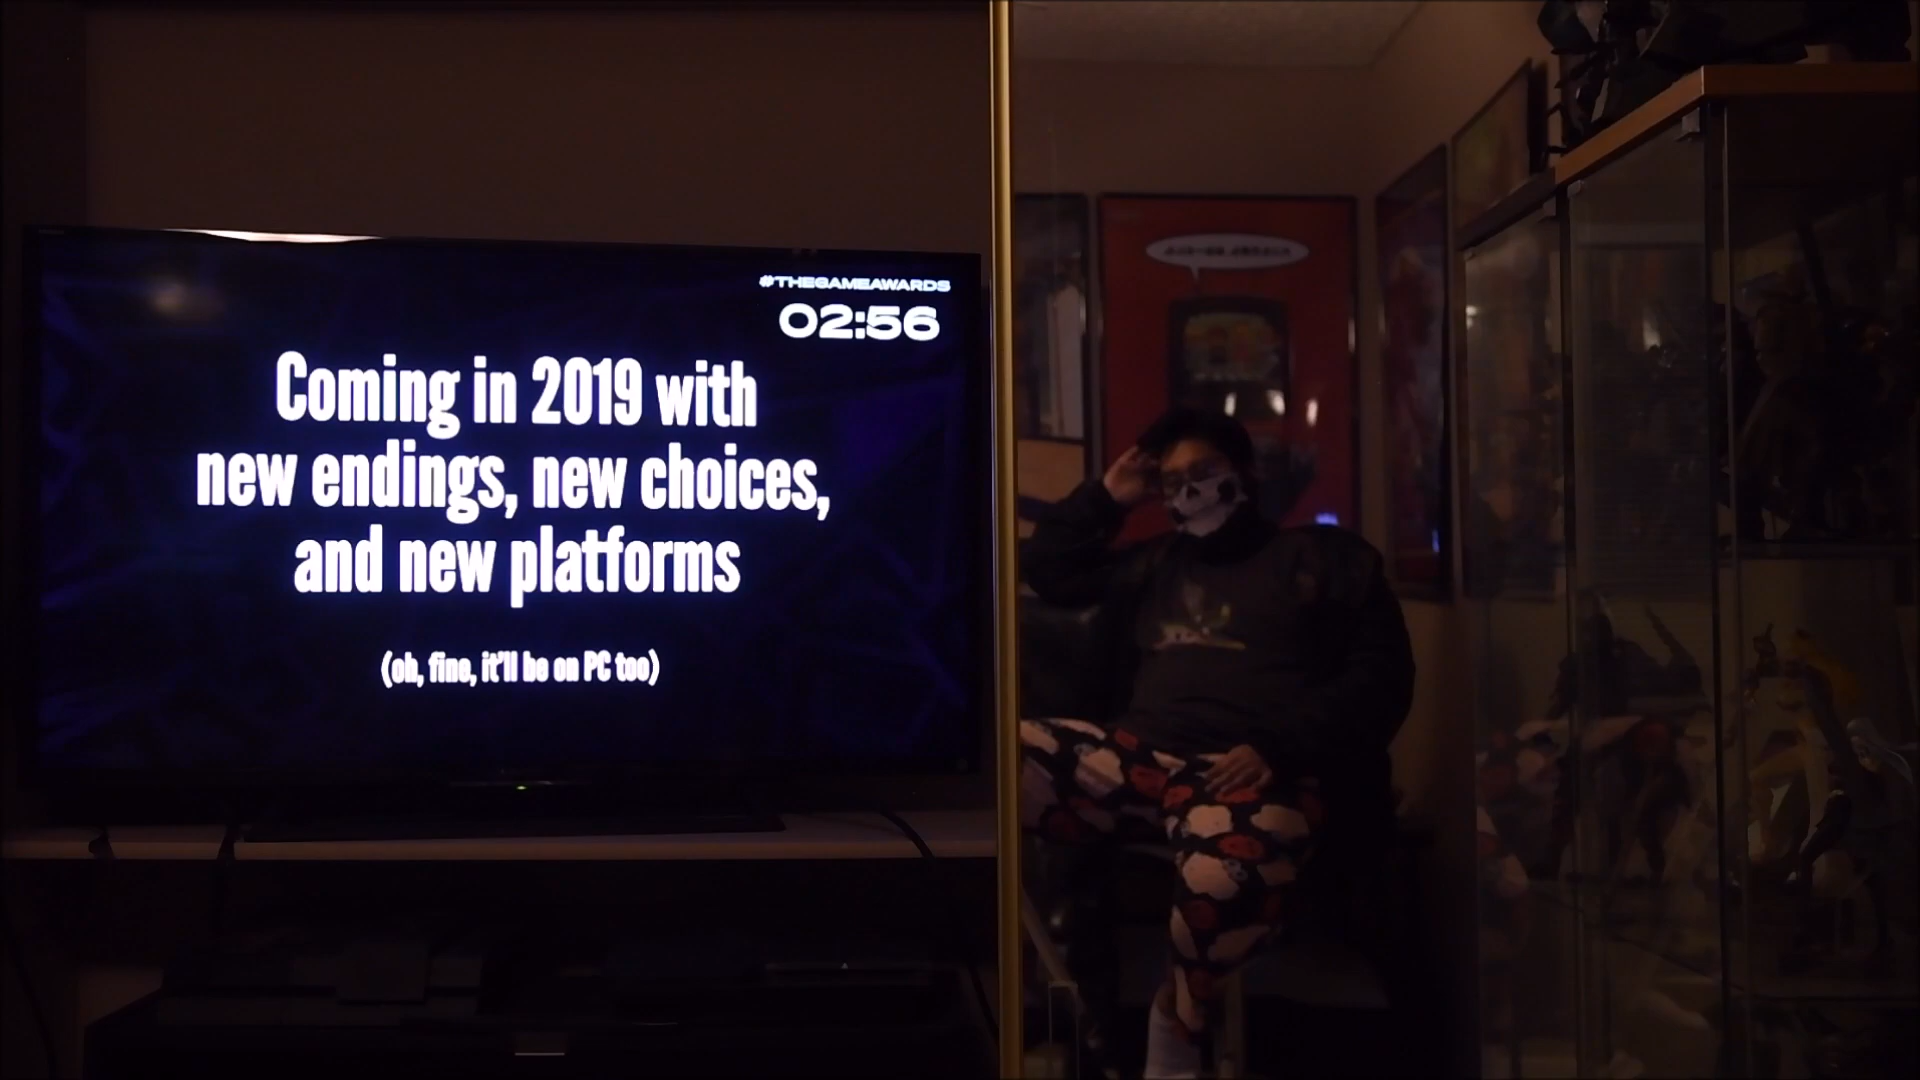 #THEGAMEAWARDS
02:56
Coming in 2019 with
new endings, new choices,
and new platforms
(oh, fine, it'll be on PC too)